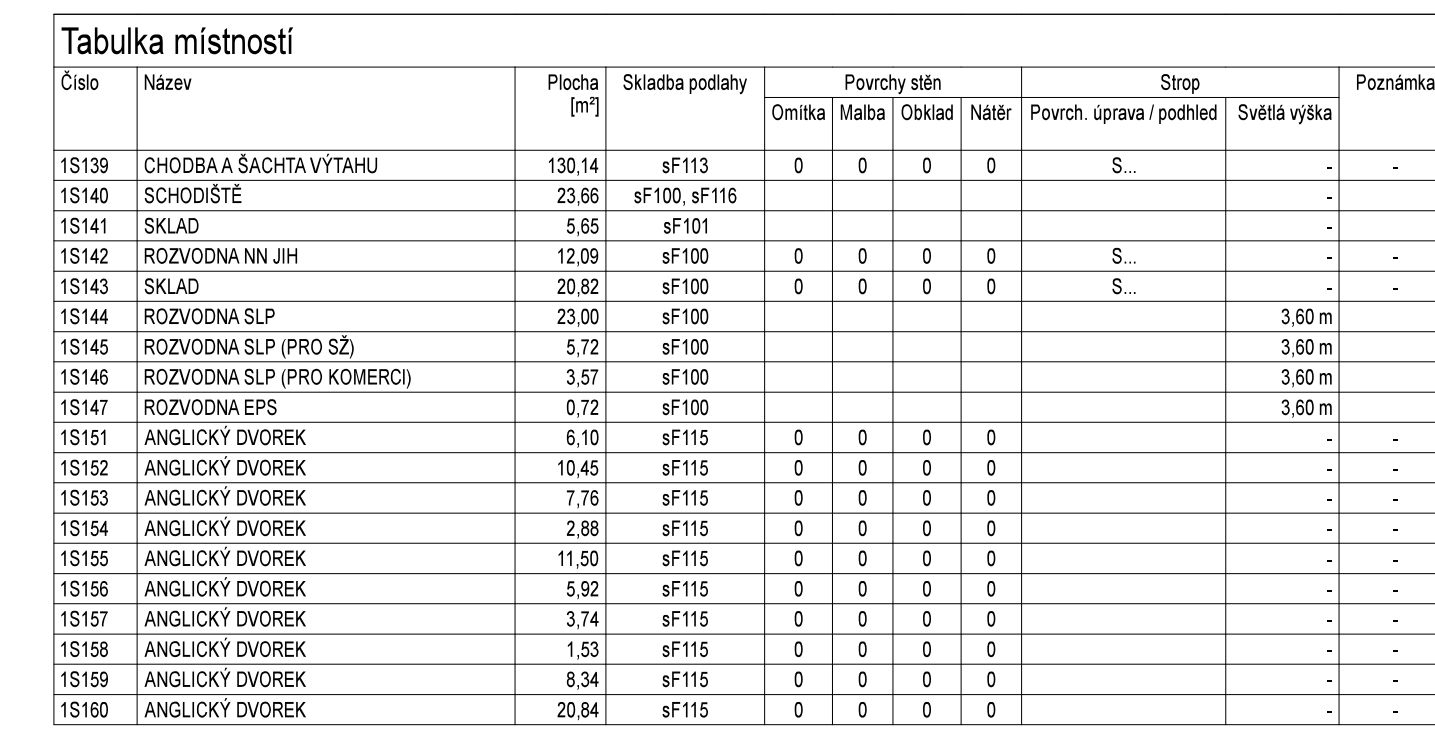 Tabulka místností
Číslo Název Plocha [m²] Skladba podlahy Povrchy stěn Strop Poznámka
Omítka Malba Obklad Nátěr Povrch. úprava / podhled Světlá výška
1S139 CHODBA A ŠACHTA VÝTAHU 130,14 sF113 0 0 0 0 S... - -
1S140 SCHODIŠTĚ 23,66 sF100, sF116 -
1S141 SKLAD 5,65 sF101 -
1S142 ROZVODNA NN JIH 12,09 sF100 0 0 0 0 S... - -
1S143 SKLAD 20,82 sF100 0 0 0 0 S... - -
1S144 ROZVODNA SLP 23,00 sF100 3,60 m
1S145 ROZVODNA SLP (PRO SŽ) 5,72 sF100 3,60 m
1S146 ROZVODNA SLP (PRO KOMERCI) 3,57 sF100 3,60 m
1S147 ROZVODNA EPS 0,72 sF100 3,60 m
1S151 ANGLICKÝ DVOREK 6,10 sF115 0 0 0 0 - -
1S152 ANGLICKÝ DVOREK 10,45 sF115 0 0 0 0 - -
1S153 ANGLICKÝ DVOREK 7,76 sF115 0 0 0 0 - -
1S154 ANGLICKÝ DVOREK 2,88 sF115 0 0 0 0 - -
1S155 ANGLICKÝ DVOREK 11,50 sF115 0 0 0 0 - -
1S156 ANGLICKÝ DVOREK 5,92 sF115 0 0 0 0 - -
1S157 ANGLICKÝ DVOREK 3,74 sF115 0 0 0 0 - -
1S158 ANGLICKÝ DVOREK 1,53 sF115 0 0 0 0 - -
1S159 ANGLICKÝ DVOREK 8,34 sF115 0 0 0 0 - -
1S160 ANGLICKÝ DVOREK 20,84 sF115 0 0 0 0 - -